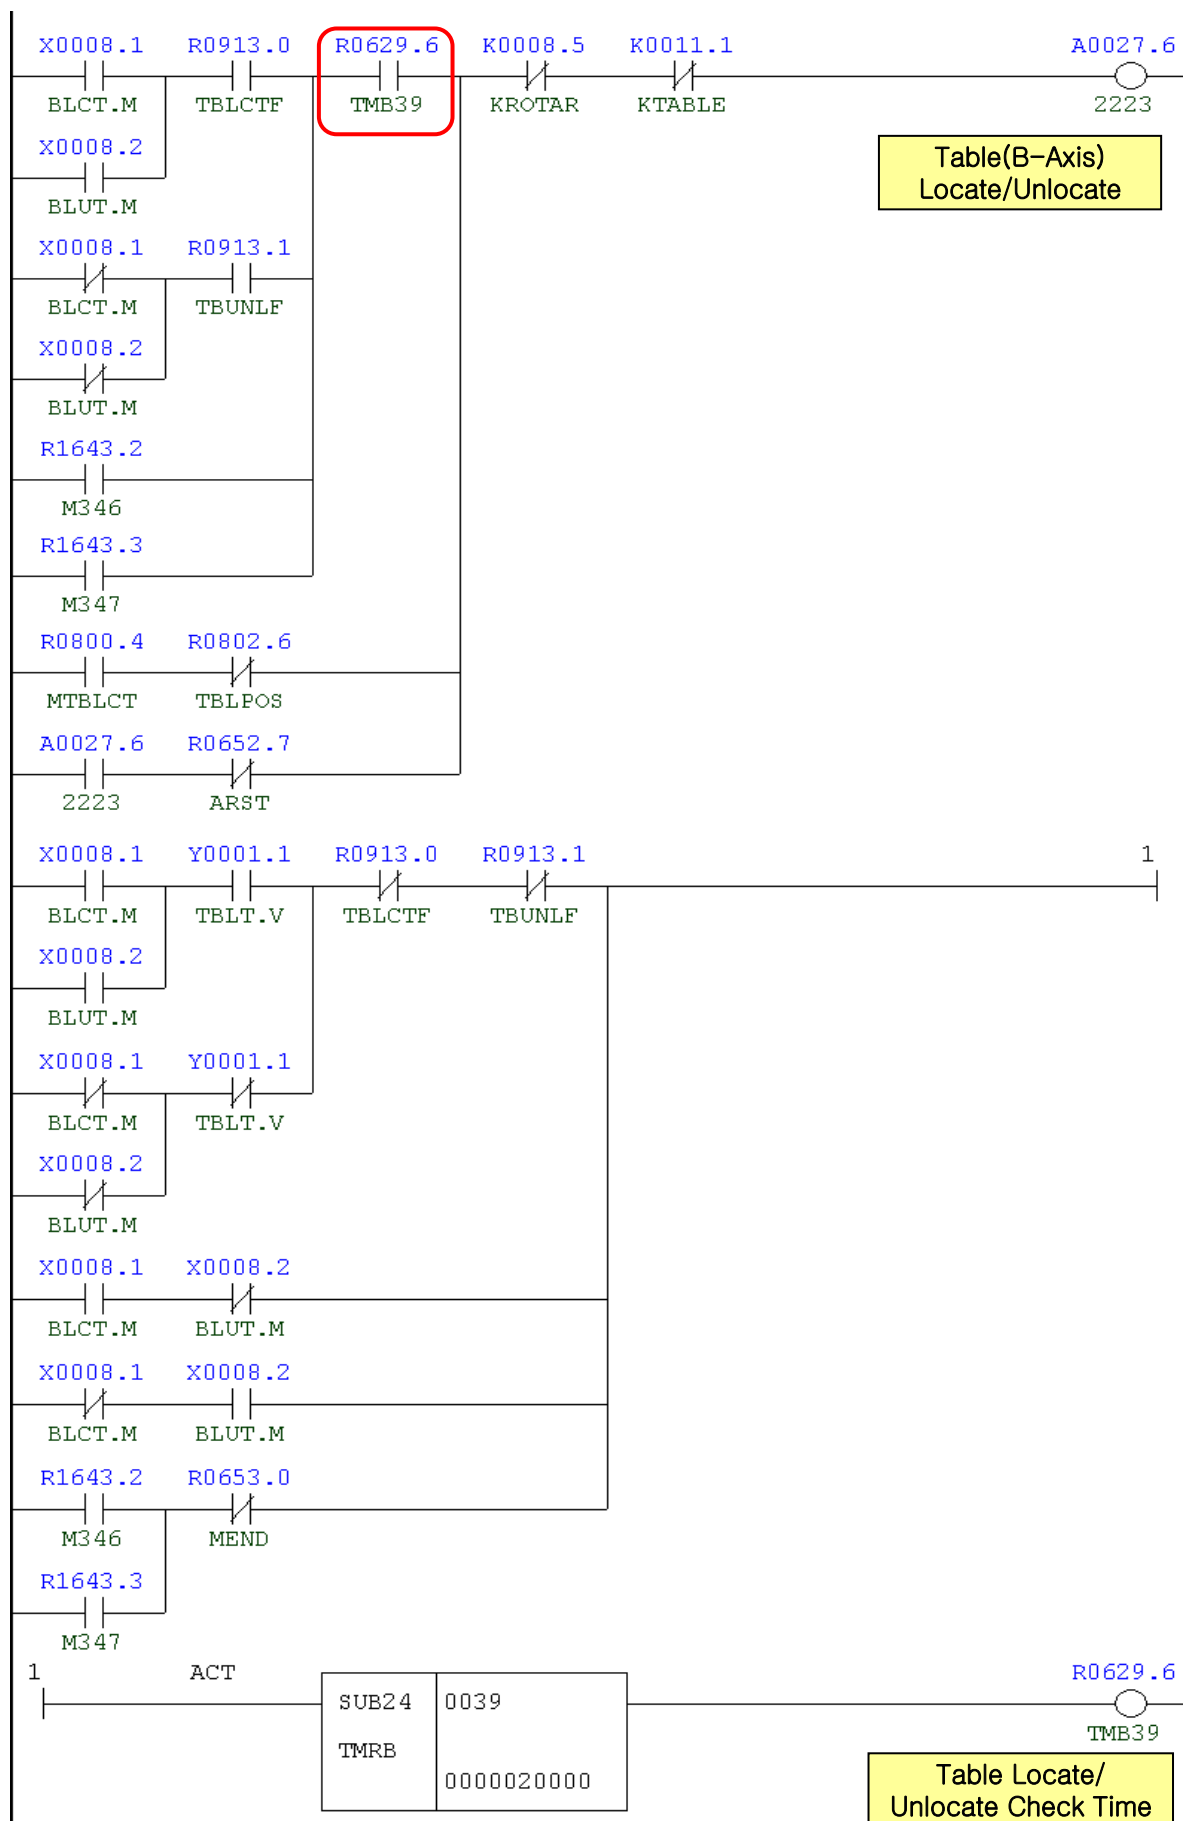 X0008.1 R0913.0 R0629.6 K0008.5 K0011.1 A0027.6
BLCT.M TBLCTF TMB39 KROTAR KTABLE 2223
X0008.2
BLUT.M
Table(B-Axis)
Locate/Unlocate
X0008.1 R0913.1
BLCT.M TBUNLF
X0008.2
BLUT.M
R1643.2
M346
R1643.3
M347
R0800.4 R0802.6
MTBLCT TBLPOS
A0027.6 R0652.7
2223 ARST
X0008.1 Y0001.1 R0913.0 R0913.1 1
BLCT.M TBLT.V TBLCTF TBUNLF
X0008.2
BLUT.M
X0008.1 Y0001.1
BLCT.M TBLT.V
X0008.2
BLUT.M
X0008.1 X0008.2
BLCT.M BLUT.M
X0008.1 X0008.2
BLCT.M BLUT.M
R1643.2 R0653.0
M346 MEND
R1643.3
M347
1 ACT R0629.6
SUB24 0039
TMB39
TMRB
0000020000
Table Locate/
Unlocate Check Time